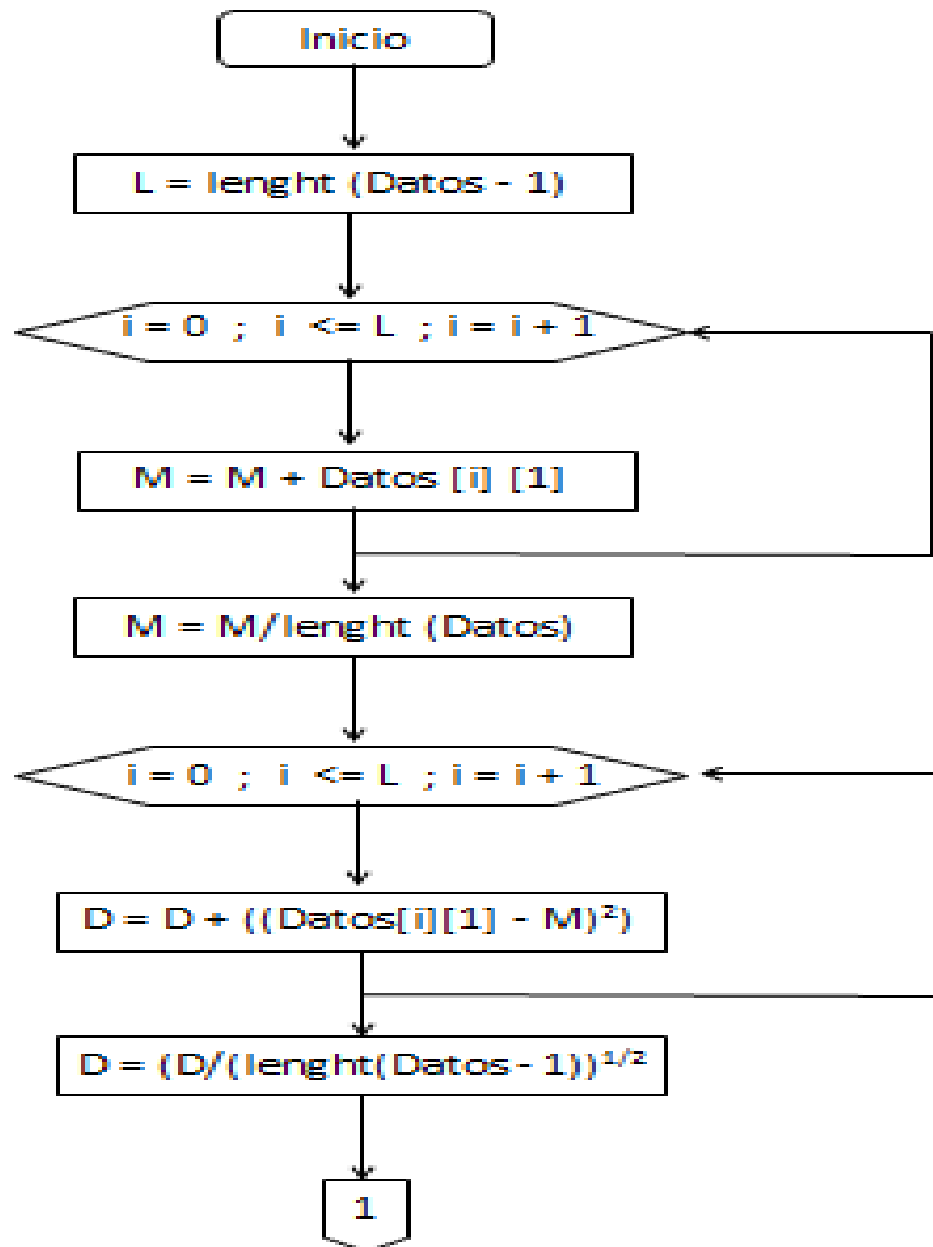 Inicio
L = lenght (Datos - 1)
i = 0 ; i <= L ; i = i + 1
M = M + Datos [i] [1]
M = M/lenght (Datos)
i = 0 ; i <= L ; i = i + 1
D = D + ((Datos[i][1] - M)²)
D = (D/(lenght(Datos - 1))¹/²
1